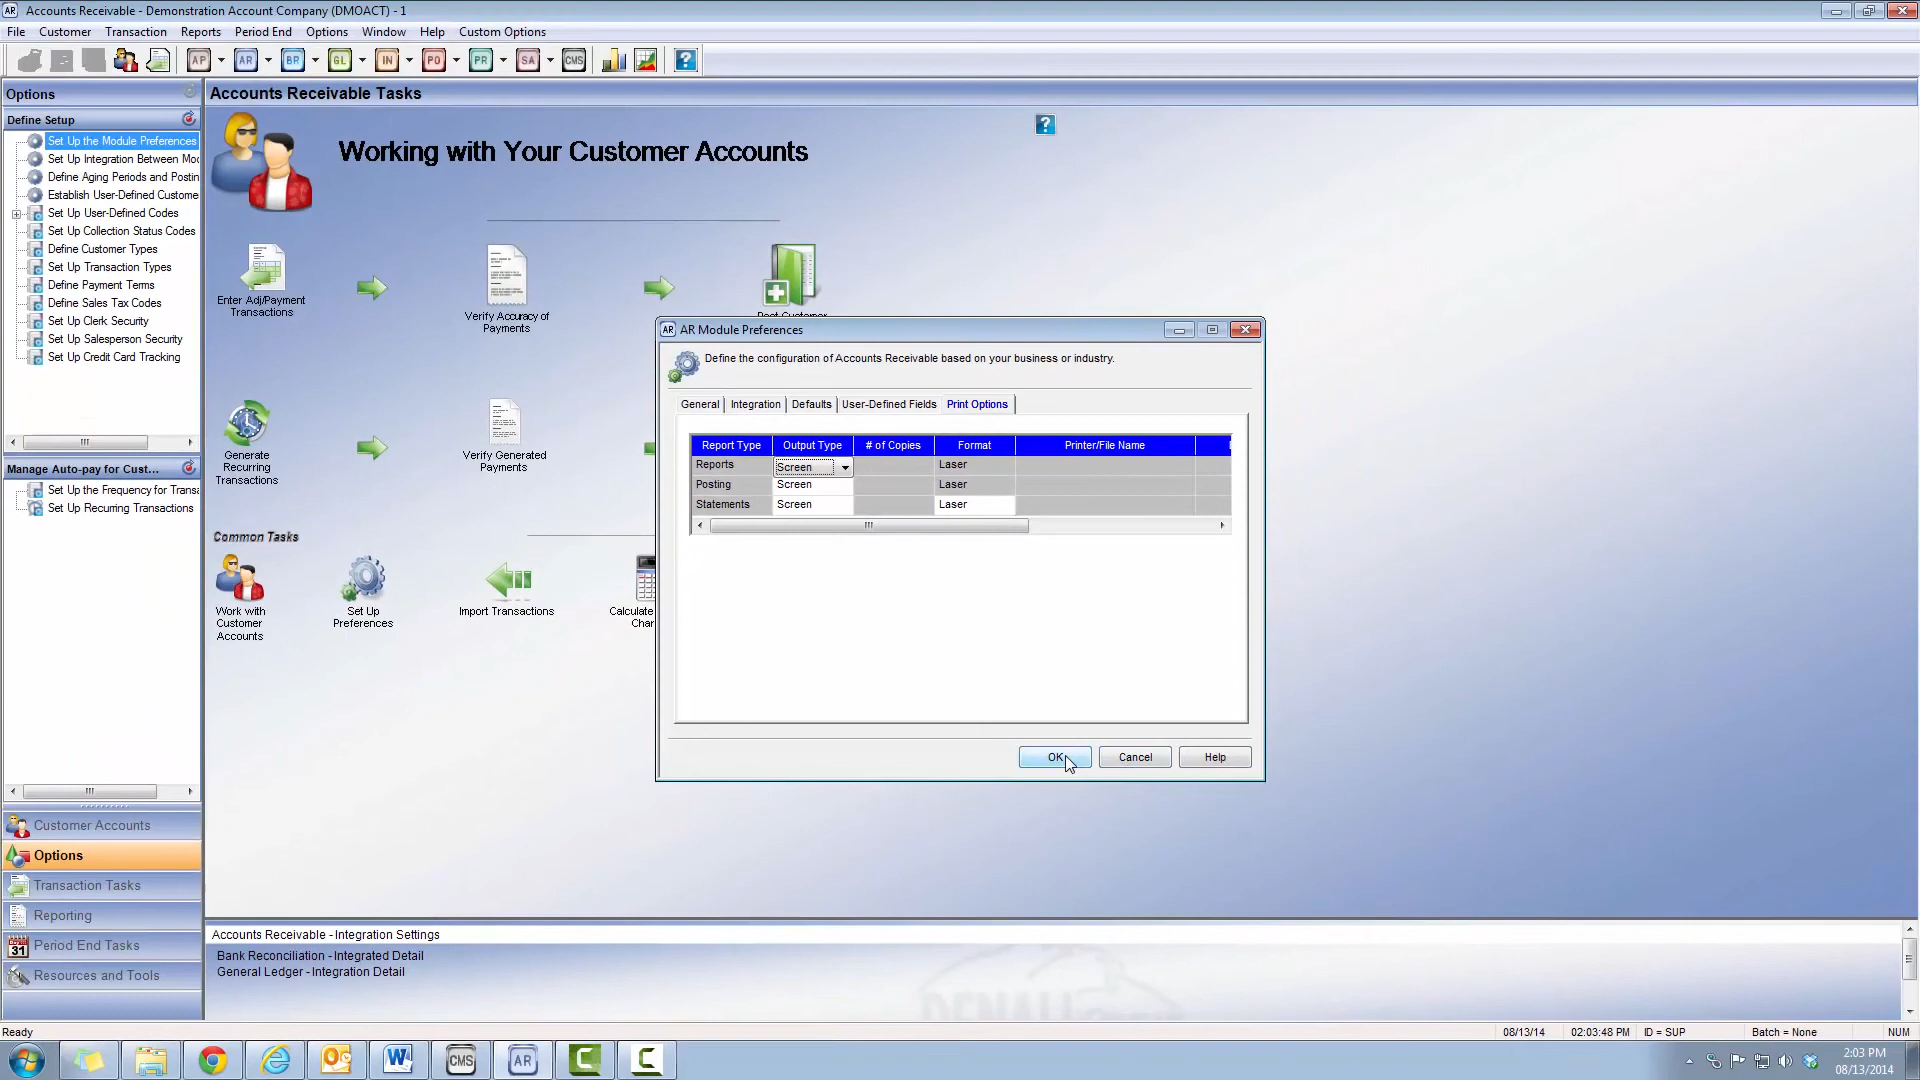 AR Accounts Receivable - Demonstration Account Company (DMOACT) - 1
File Customer Transaction Reports Period End Options Window Help Custom Options
AP AR BR GL IN PO PR SA CMS ?
Options
Define Setup
Set Up the Module Preferences
Set Up Integration Between Mo
Define Aging Periods and Postin
Establish User-Defined Custome
Set Up User-Defined Codes
Set Up Collection Status Codes
Define Customer Types
Set Up Transaction Types
Define Payment Terms
Define Sales Tax Codes
Set Up Clerk Security
Set Up Salesperson Security
Set Up Credit Card Tracking
Manage Auto-pay for Cust...
Set Up the Frequency for Transa
Set Up Recurring Transactions
Customer Accounts
Options
Transaction Tasks
Reporting
31 Period End Tasks
Resources and Tools
Accounts Receivable Tasks
Working with Your Customer Accounts
?
Enter Adj/Payment
Transactions
Verify Accuracy of
Payments
Post Customer
Generate
Recurring
Transactions
Verify Generated
Payments
Common Tasks
Work with
Customer
Accounts
Set Up
Preferences
Import Transactions
Calculate
Char
AR AR Module Preferences
Define the configuration of Accounts Receivable based on your business or industry.
General Integration Defaults User-Defined Fields Print Options
Report Type Output Type # of Copies Format Printer/File Name
Reports Screen Laser
Posting Screen Laser
Statements Screen Laser
OK Cancel Help
Accounts Receivable - Integration Settings
Bank Reconciliation - Integrated Detail
General Ledger - Integration Detail
DENALI
Ready 08/13/14 02:03:48 PM ID = SUP Batch = None NUM
CMS AR
2:03 PM
08/13/2014